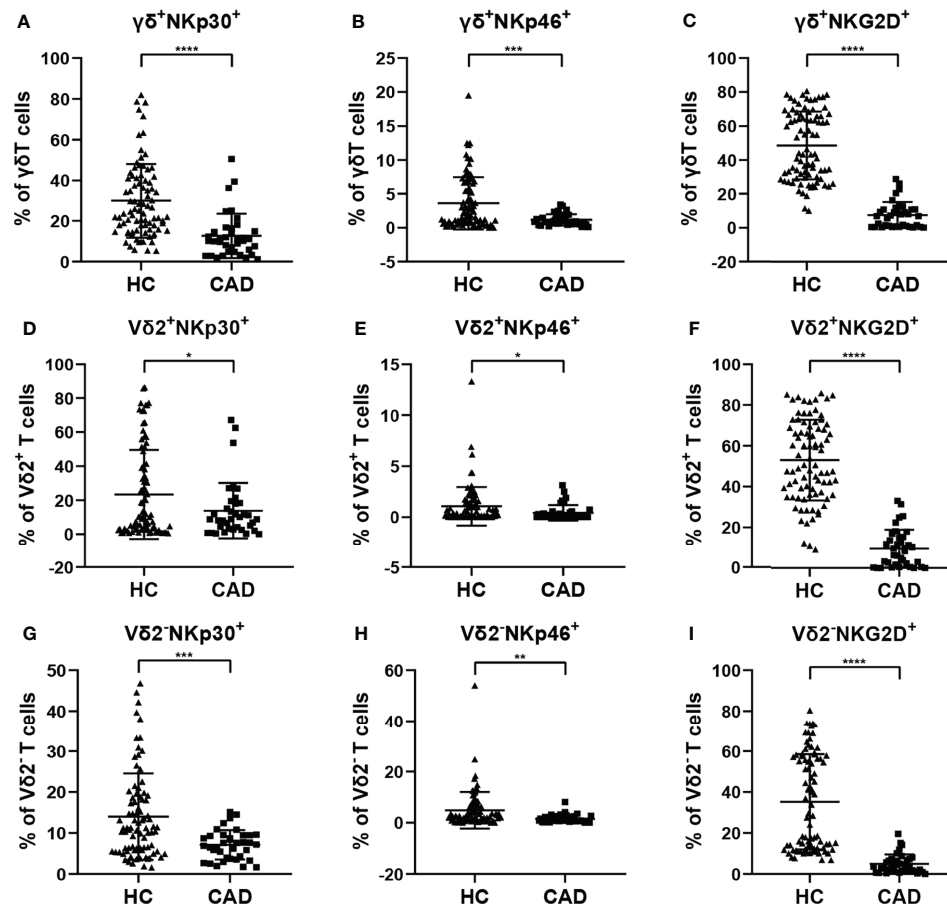 A
γδ⁺NKp30⁺
****
% of γδT cells
100
80
60
40
20
0
HC CAD
B
γδ⁺NKp46⁺
***
% of γδT cells
25
20
15
10
5
0
-5
HC CAD
C
γδ⁺NKG2D⁺
****
% of γδT cells
100
80
60
40
20
0
-20
HC CAD
D
Vδ2⁺NKp30⁺
*
% of Vδ2⁺ T cells
100
80
60
40
20
0
-20
HC CAD
E
Vδ2⁺NKp46⁺
*
% of Vδ2⁺ T cells
15
10
5
0
-5
HC CAD
F
Vδ2⁺NKG2D⁺
****
% of Vδ2⁺ T cells
100
80
60
40
20
0
HC CAD
G
Vδ2⁻NKp30⁺
***
% of Vδ2⁻ T cells
50
40
30
20
10
0
HC CAD
H
Vδ2⁻NKp46⁺
**
% of Vδ2⁻ T cells
60
40
20
0
-20
HC CAD
I
Vδ2⁻NKG2D⁺
****
% of Vδ2⁻ T cells
100
80
60
40
20
0
HC CAD